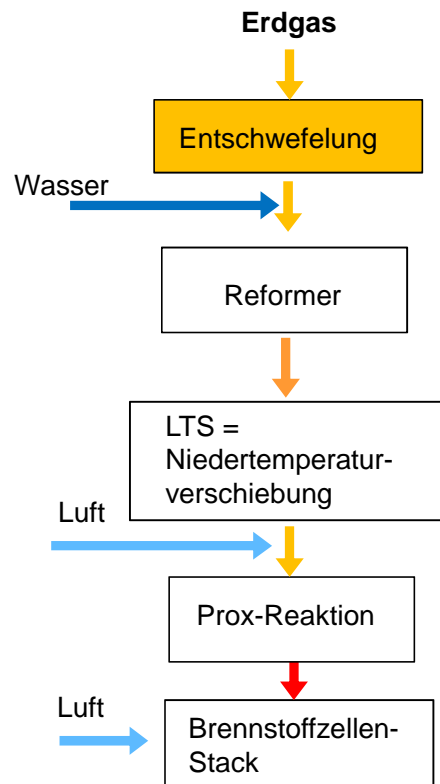 Erdgas
Entschwefelung
Wasser
Reformer
LTS =
Niedertemperatur-
verschiebung
Luft
Prox-Reaktion
Luft
Brennstoffzellen-
Stack